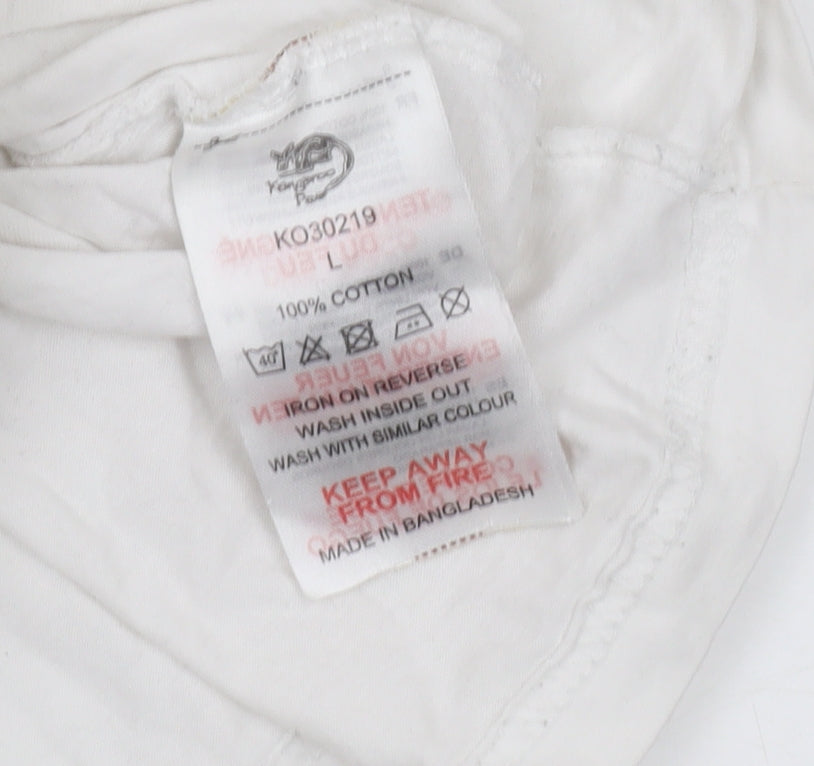 Kangaroo
Poo
KO30219
L
100% COTTON
40°
IRON ON REVERSE
WASH INSIDE OUT
WASH WITH SIMILAR COLOUR
KEEP AWAY
FROM FIRE
MADE IN BANGLADESH